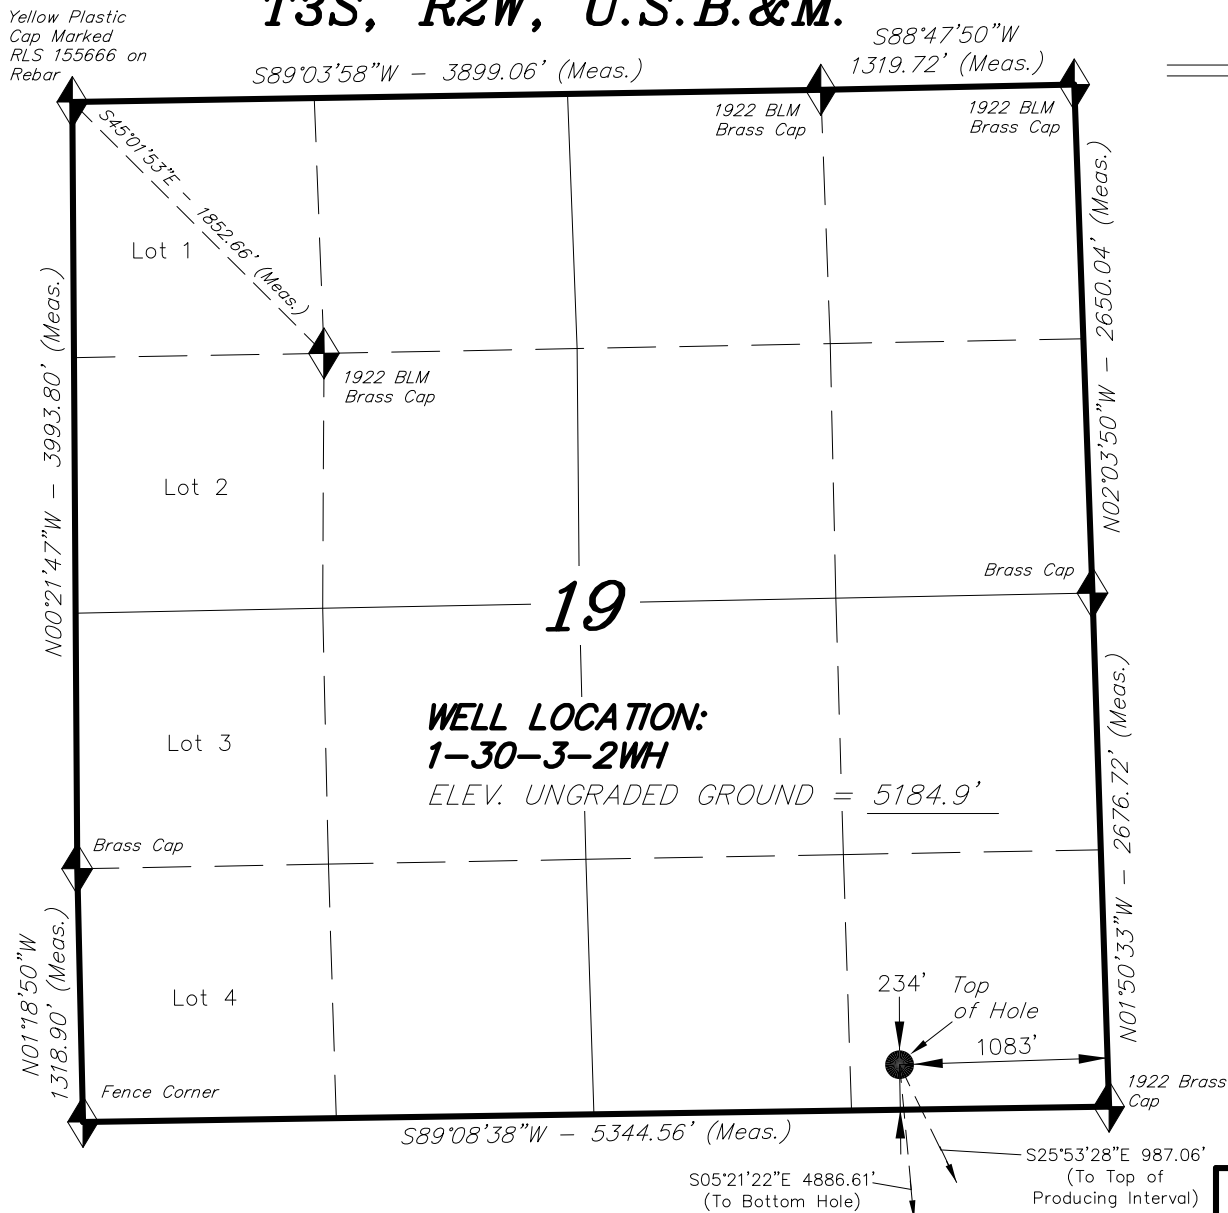 T3S, R2W, U.S.B.&M.
Yellow Plastic
Cap Marked
RLS 155666 on
Rebar
S89°03'58"W - 3899.06' (Meas.)
S88°47'50"W
1319.72' (Meas.)
1922 BLM
Brass Cap
1922 BLM
Brass Cap
S45°01'53"E - 1852.66' (Meas.)
Lot 1
N02°03'50"W - 2650.04' (Meas.)
N00°21'47"W - 3993.80' (Meas.)
1922 BLM
Brass Cap
Lot 2
Brass Cap
19
WELL LOCATION:
1-30-3-2WH
ELEV. UNGRADED GROUND = 5184.9'
Lot 3
N01°50'33"W - 2676.72' (Meas.)
Brass Cap
N01°18'50"W
1318.90' (Meas.)
Lot 4
234'
Top
of Hole
1083'
Fence Corner
1922 Brass
Cap
S89°08'38"W - 5344.56' (Meas.)
S05°21'22"E 4886.61'
(To Bottom Hole)
S25°53'28"E 987.06'
(To Top of
Producing Interval)